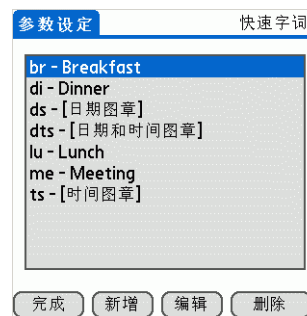 参数设定 快速字词
br - Breakfast
di - Dinner
ds - [日期图章]
dts - [日期和时间图章]
lu - Lunch
me - Meeting
ts - [时间图章]
完成 新增 编辑 删除